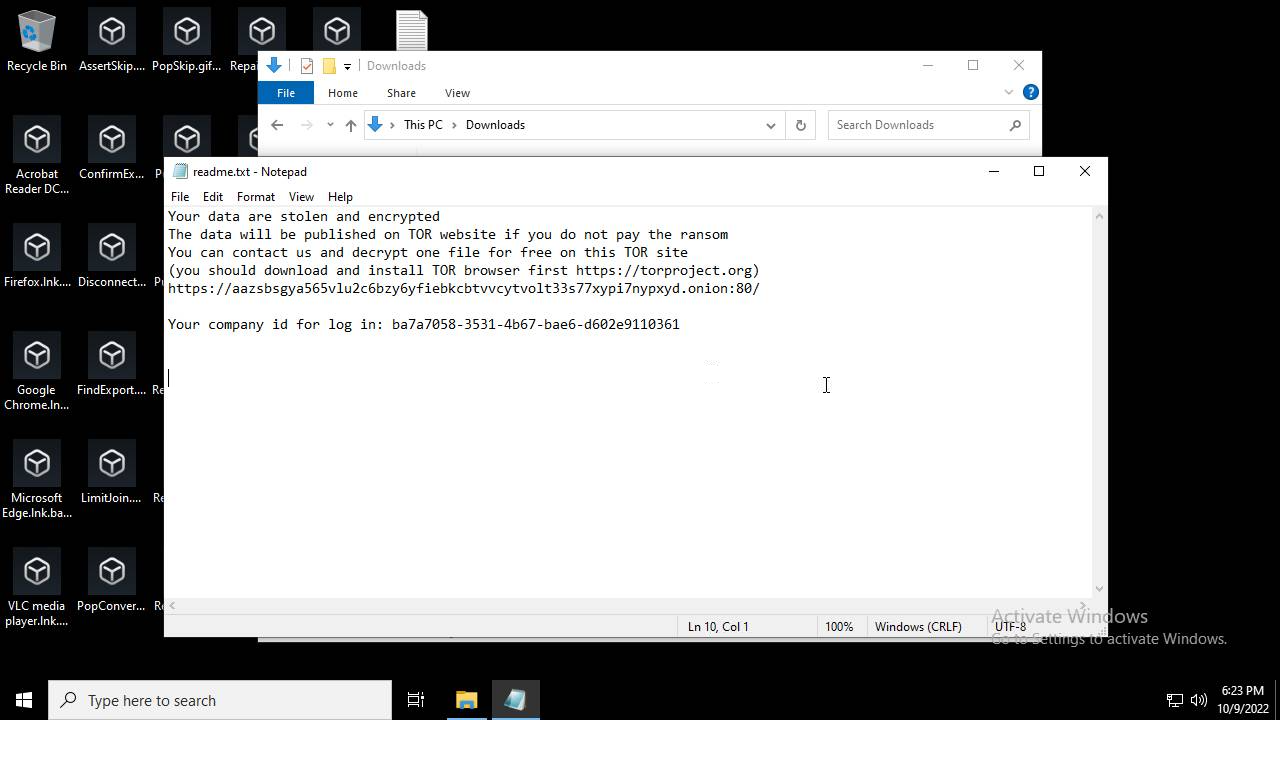 Recycle Bin
AssertSkip....
PopSkip.gif...
Downloads
File
Home
Share
View
This PC
Downloads
Search Downloads
Acrobat
Reader DC...
ConfirmEx...
readme.txt - Notepad
File
Edit
Format
View
Help
Your data are stolen and encrypted
The data will be published on TOR website if you do not pay the ransom
You can contact us and decrypt one file for free on this TOR site
(you should download and install TOR browser first https://torproject.org)
https://aazsbsgya565vlu2c6bzy6yfiebkcbtvvcytvolt33s77xypi7nypxyd.onion:80/
Your company id for log in: ba7a7058-3531-4b67-bae6-d602e9110361
Firefox.lnk....
Disconnect...
Google
Chrome.ln...
FindExport....
Microsoft
Edge.lnk.ba...
LimitJoin....
VLC media
player.lnk....
PopConver...
Ln 10, Col 1
100%
Windows (CRLF)
UTF-8
Activate Windows
Go to Settings to activate Windows.
Type here to search
6:23 PM
10/9/2022